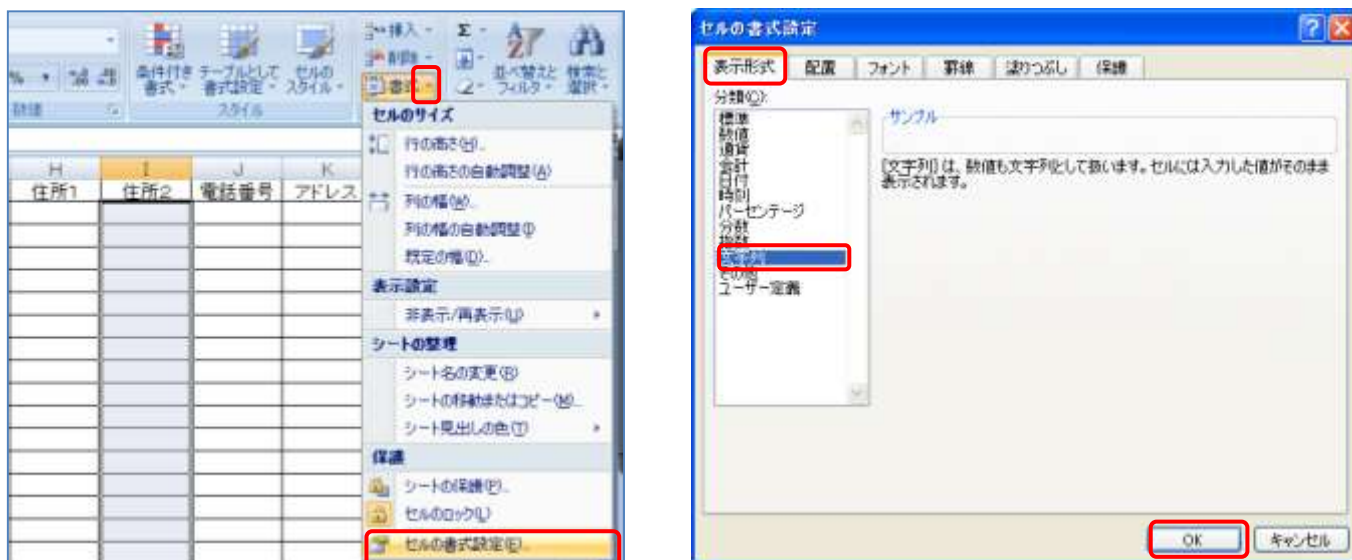 挿入
Σ
削除
書式
条件付き
書式
テーブルとして
書式設定
セルの
スタイル
並べ替えと
フィルタ
検索と
選択
%
数値
スタイル
セルのサイズ
行の高さ(H)...
行の高さの自動調整(A)
列の幅(W)...
列の幅の自動調整(I)
既定の幅(D)...
表示設定
非表示/再表示(U)
シートの整理
シート名の変更(R)
シートの移動またはコピー(M)...
シート見出しの色(T)
保護
シートの保護(P)...
セルのロック(L)
セルの書式設定(E)...
H I J K
住所1 住所2 電話番号 アドレス
セルの書式設定
表示形式 配置 フォント 罫線 塗りつぶし 保護
分類(C):
標準
数値
通貨
会計
日付
時刻
パーセンテージ
分数
指数
文字列
その他
ユーザー定義
サンプル
[文字列] は、数値も文字列として扱います。セルには入力した値がそのまま
表示されます。
OK キャンセル